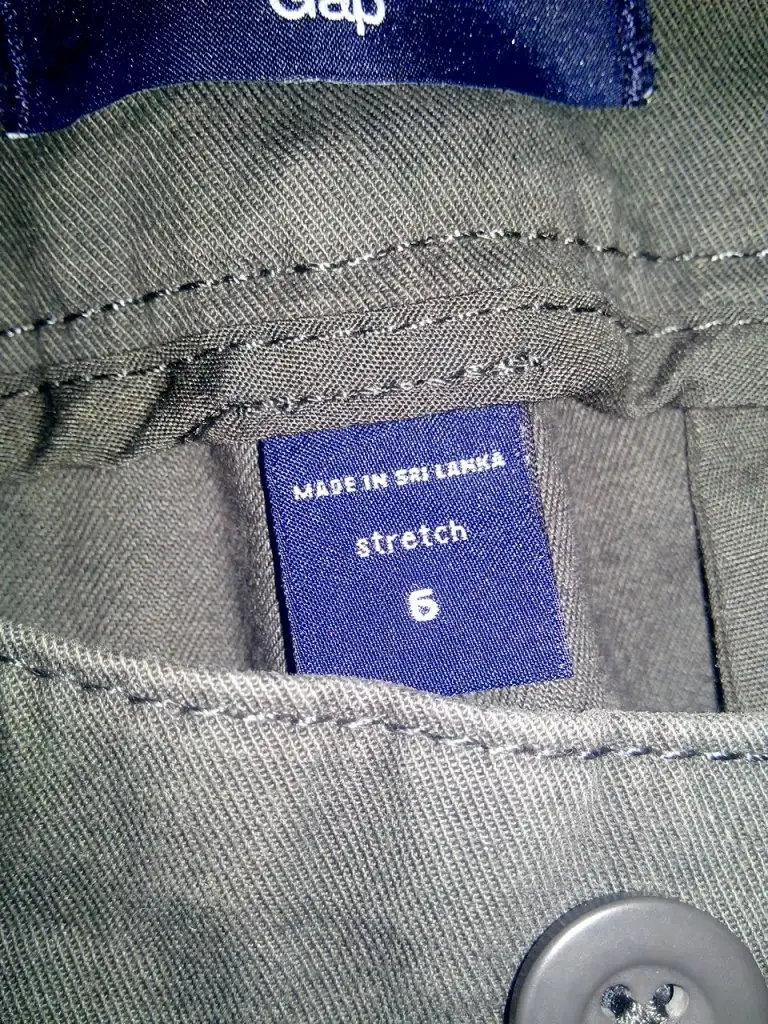 Gap
MADE IN SRI LANKA
stretch
6